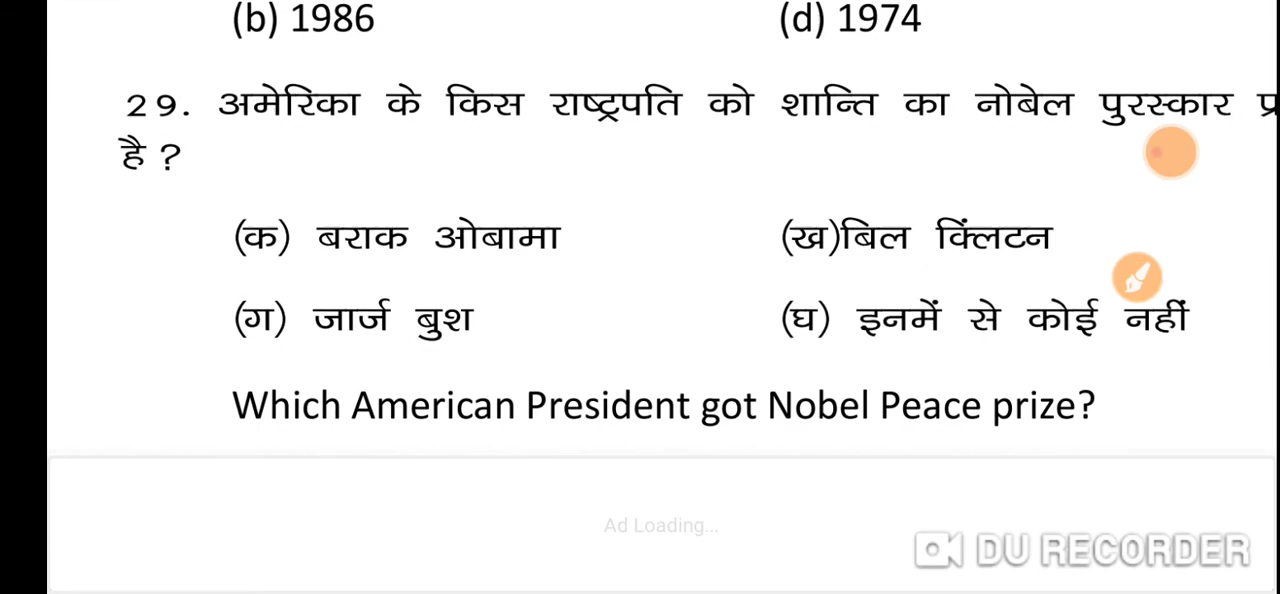 (b) 1986 (d) 1974
29. अमेरिका के किस राष्ट्रपति को शान्ति का नोबेल पुरस्कार प्र
है ?
(क) बराक ओबामा (ख)बिल क्लिंटन
(ग) जार्ज बुश (घ) इनमें से कोई नहीं
Which American President got Nobel Peace prize?
Ad Loading...
DU RECORDER